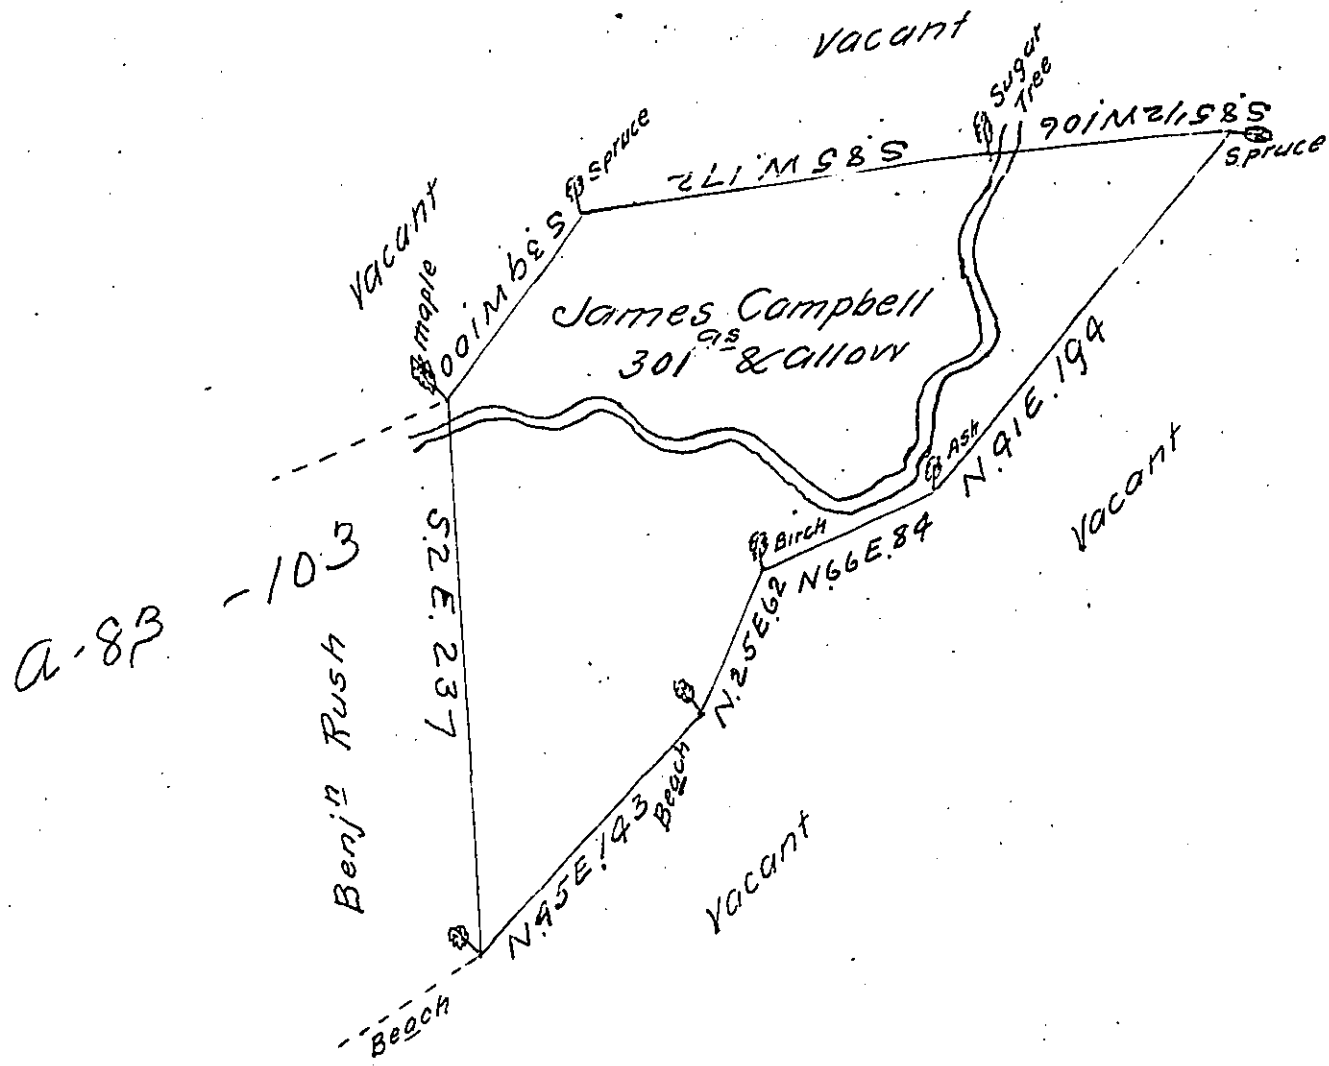 Vacant
Sugar
Tree
S.85 1/2 W 106
Spruce
S 85 W. 172
Spruce
Vacant
S.39 W 100
Maple
James Campbell
301 as & allow
N.41 E. 194
Ash
Vacant
Birch
N.66 E. 84
S.2 E. 237
N.25 E. 62
a-83 -103
Benjn Rush
Beach
N.45 E. 143
Vacant
Beach